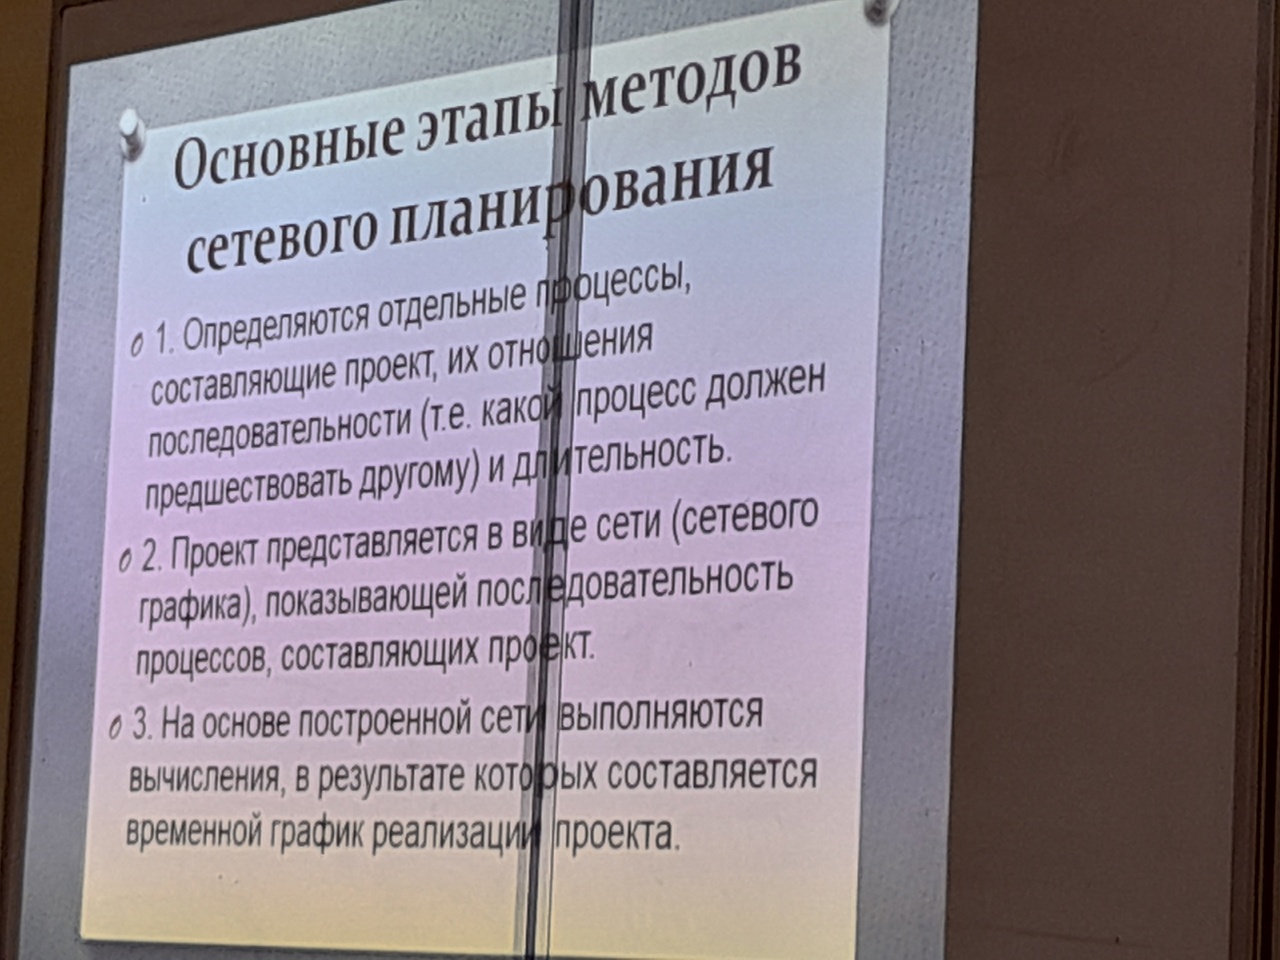 Основные этапы методов
сетевого планирования
1. Определяются отдельные процессы,
составляющие проект, их отношения
последовательности (т.е. какой процесс должен
предшествовать другому) и длительность.
2. Проект представляется в виде сети (сетевого
графика), показывающей последовательность
процессов, составляющих проект.
3. На основе построенной сети выполняются
вычисления, в результате которых составляется
временной график реализации проекта.